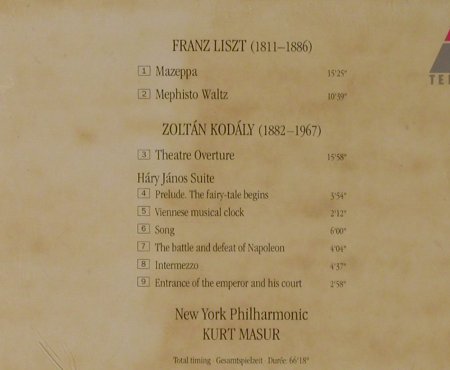 FRANZ LISZT (1811–1886)
1 Mazeppa 15'25"
2 Mephisto Waltz 10'39"
TEL
ZOLTÁN KODÁLY (1882–1967)
3 Theatre Overture 15'58"
Háry János Suite
4 Prelude. The fairy-tale begins 3'54"
5 Viennese musical clock 2'12"
6 Song 6'00"
7 The battle and defeat of Napoleon 4'04"
8 Intermezzo 4'37"
9 Entrance of the emperor and his court 2'58"
New York Philharmonic
KURT MASUR
Total timing · Gesamtspielzeit · Durée 66'18"